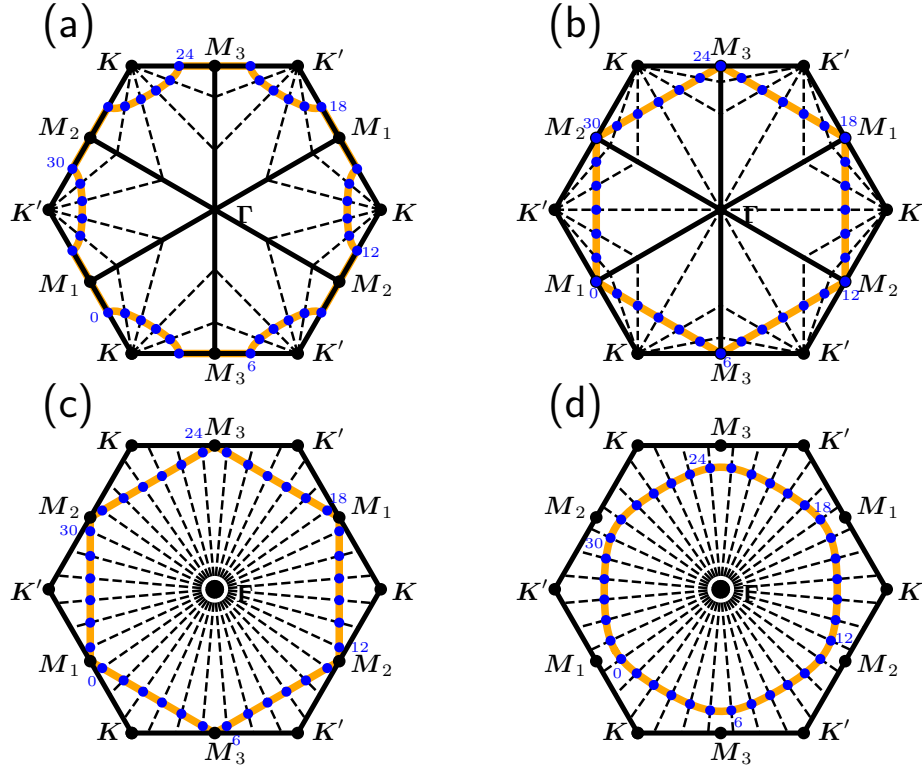 (a)
24 M₃
K K′
18
M₂ M₁
30
K′ Γ K
12
M₁ M₂
0
6
K M₃ K′
(b)
24 M₃
K K′
30 18
M₂ M₁
K′ Γ K
M₁ M₂
0 12
6
K M₃ K′
(c)
24 M₃
K K′
18
M₂ M₁
30
K′ Γ K
12
M₁ M₂
0
6
K M₃ K′
(d)
M₃
K K′
24
18
M₂ M₁
30
K′ Γ K
12
M₁ M₂
0
6
K M₃ K′